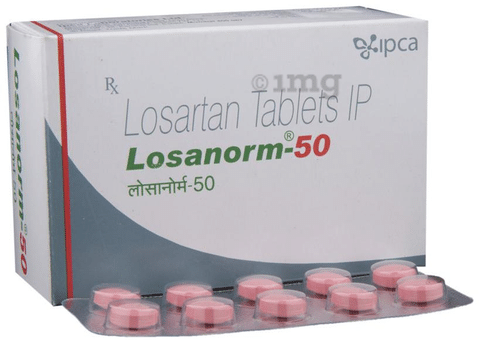 ipca
Rx
© 1mg
Losartan Tablets IP
Losanorm®-50
लोसानोर्म-50
Losanorm®-50